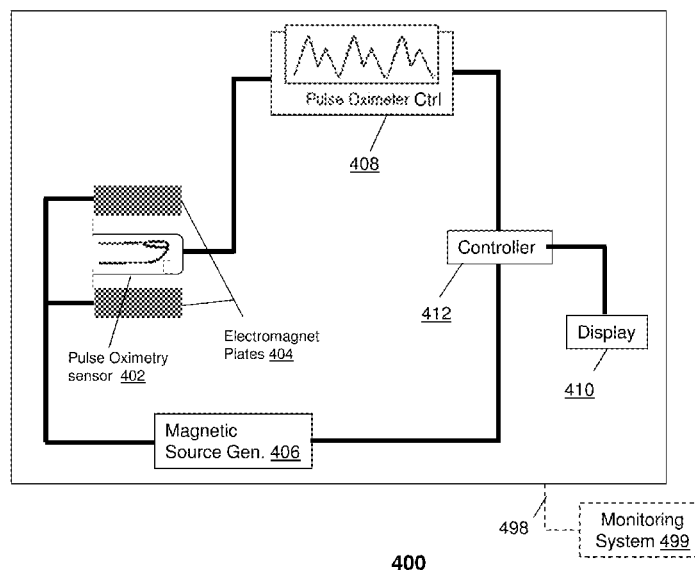 Pulse Oximeter Ctrl
408
Controller
412
Display
410
Electromagnet
Plates 404
Pulse Oximetry
sensor 402
Magnetic
Source Gen. 406
498
Monitoring
System 499
400